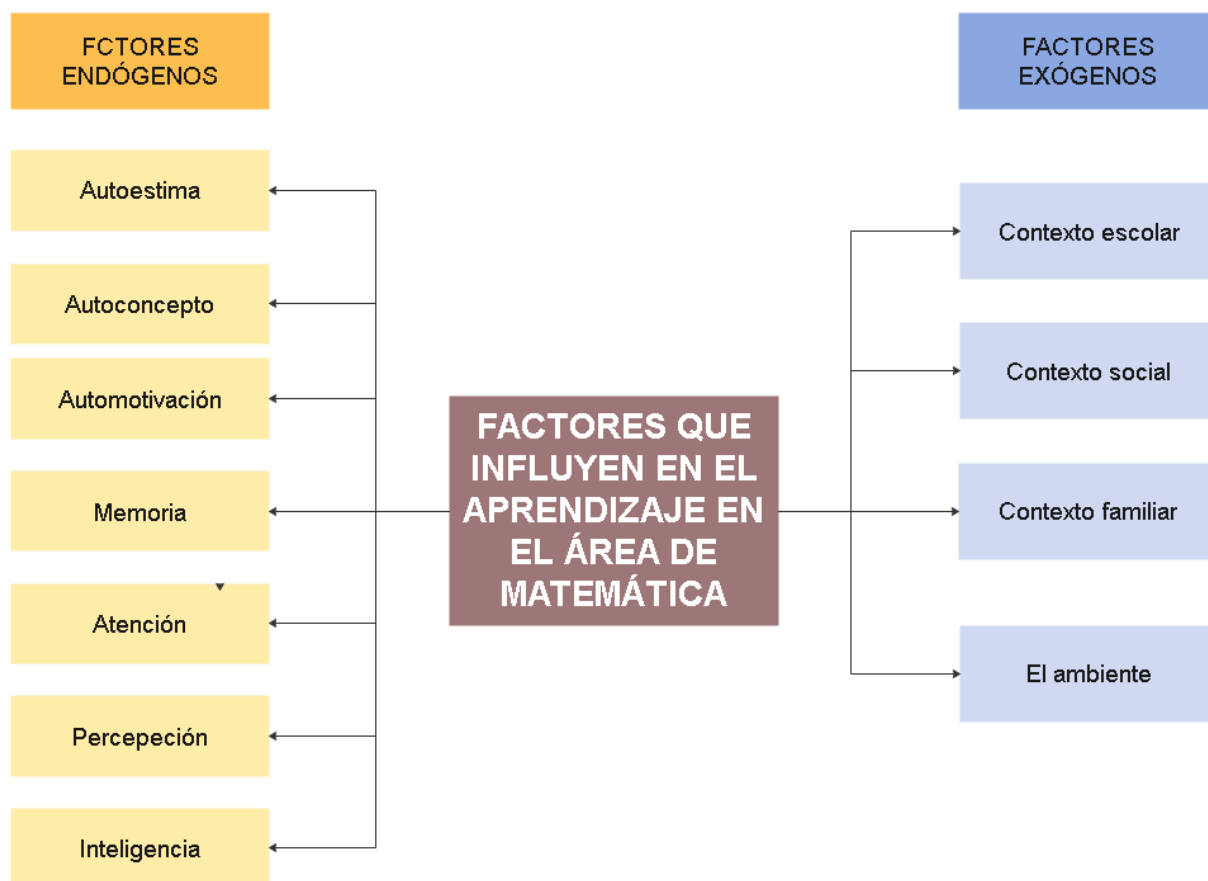 FCTORES
ENDÓGENOS
Autoestima
Autoconcepto
Automotivación
Memoria
Atención
Percepeción
Inteligencia
FACTORES QUE
INFLUYEN EN EL
APRENDIZAJE EN
EL ÁREA DE
MATEMÁTICA
FACTORES
EXÓGENOS
Contexto escolar
Contexto social
Contexto familiar
El ambiente